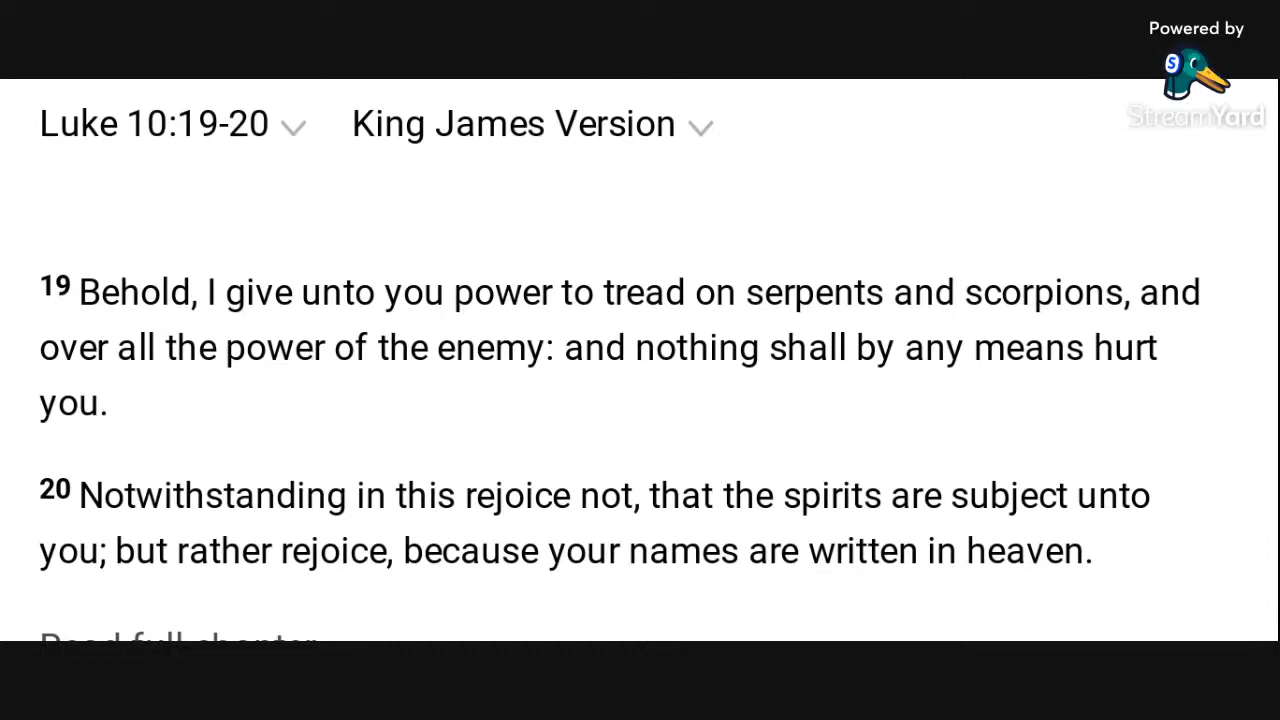 Powered by
StreamYard
Luke 10:19-20 King James Version
19 Behold, I give unto you power to tread on serpents and scorpions, and
over all the power of the enemy: and nothing shall by any means hurt
you.
20 Notwithstanding in this rejoice not, that the spirits are subject unto
you; but rather rejoice, because your names are written in heaven.
Read full chapter